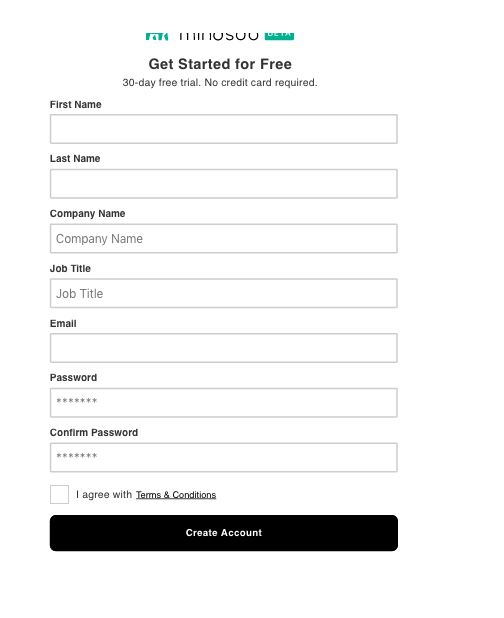 BETA
Get Started for Free
30-day free trial. No credit card required.
First Name
Last Name
Company Name
Company Name
Job Title
Job Title
Email
Password
*******
Confirm Password
*******
I agree with Terms & Conditions
Create Account